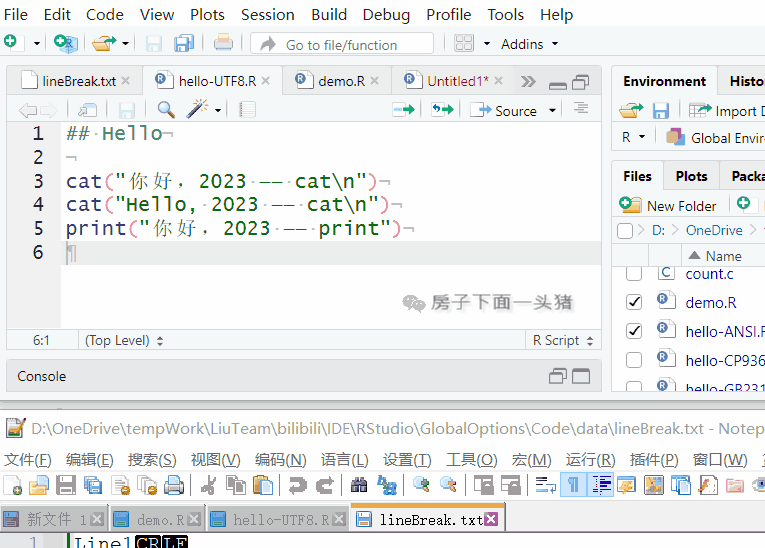 File Edit Code View Plots Session Build Debug Profile Tools Help
Go to file/function Addins
lineBreak.txt hello-UTF8.R demo.R Untitled1*
Source
1 ## Hello
2
3 cat("你好，2023 -- cat\n")
4 cat("Hello, 2023 -- cat\n")
5 print("你好，2023 -- print")
6
房子下面一头猪
6:1 (Top Level) R Script
Console
Environment Histo
Import D
R Global Envir
Files Plots Packa
New Folder
D: OneDrive
Name
count.c
demo.R
hello-ANSI.R
hello-CP936
hello-GB231
D:\OneDrive\tempWork\LiuTeam\bilibili\IDE\RStudio\GlobalOptions\Code\data\lineBreak.txt - Notep
文件(F) 编辑(E) 搜索(S) 视图(V) 编码(N) 语言(L) 设置(T) 工具(O) 宏(M) 运行(R) 插件(P) 窗口(W)
新文件 1 demo.R hello-UTF8.R lineBreak.txt
1 Line1CRLF